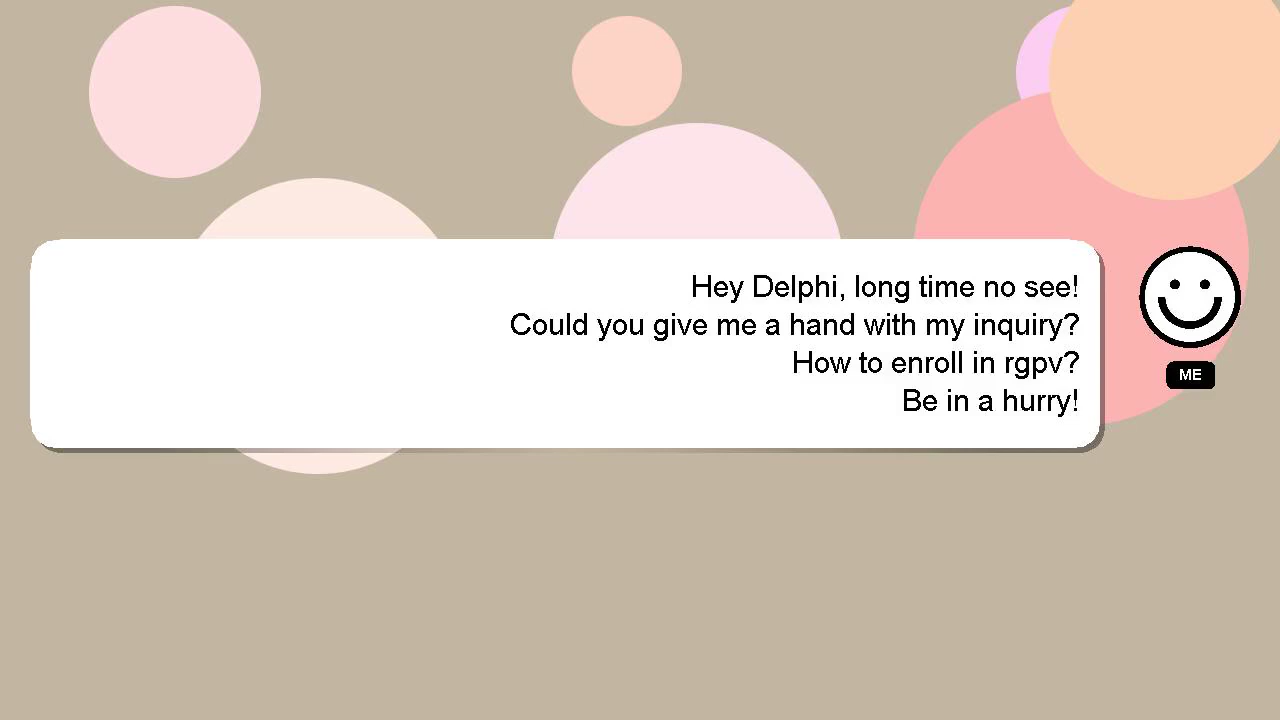 Hey Delphi, long time no see!
Could you give me a hand with my inquiry?
How to enroll in rgpv?
Be in a hurry!
ME